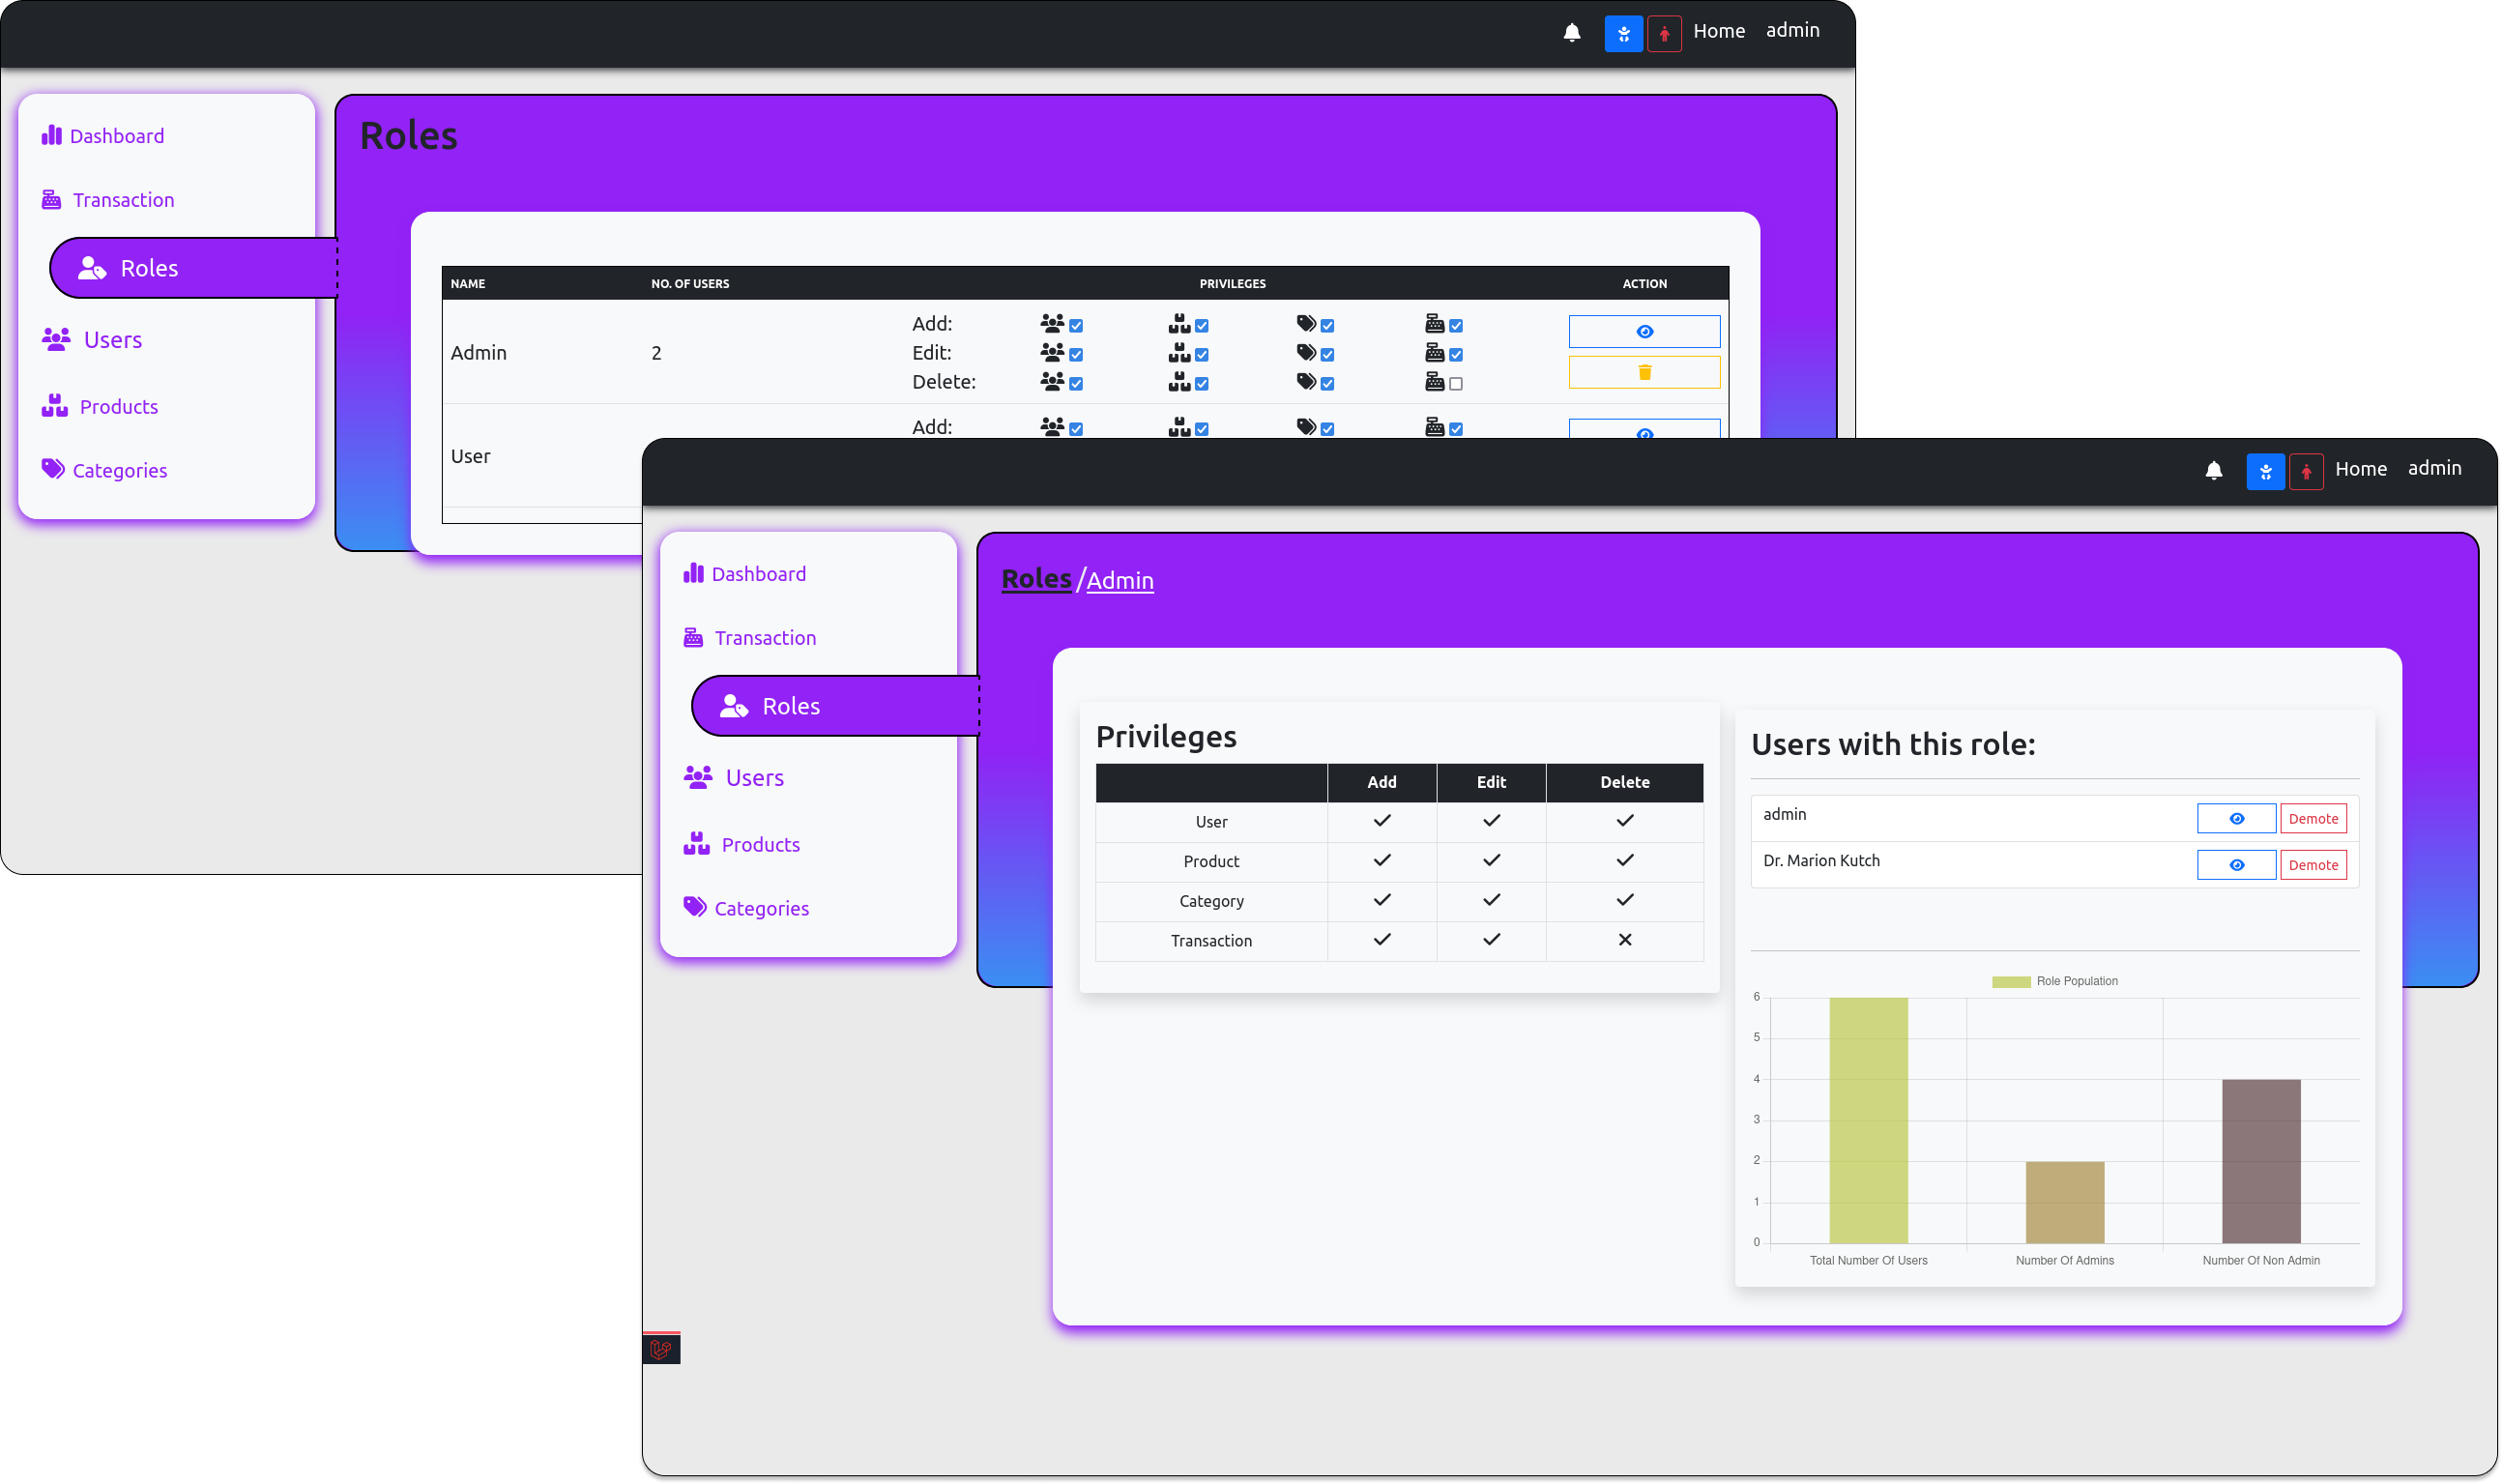 Home admin
Dashboard
Transaction
Roles
Users
Products
Categories
Roles
NAME NO. OF USERS PRIVILEGES ACTION
Admin 2
Add:
Edit:
Delete:
User
Add:
Home admin
Dashboard
Transaction
Roles
Users
Products
Categories
Roles/Admin
Privileges
Add Edit Delete
User
Product
Category
Transaction
Users with this role:
admin Demote
Dr. Marion Kutch Demote
Role Population
6
5
4
3
2
1
0
Total Number Of Users Number Of Admins Number Of Non Admin